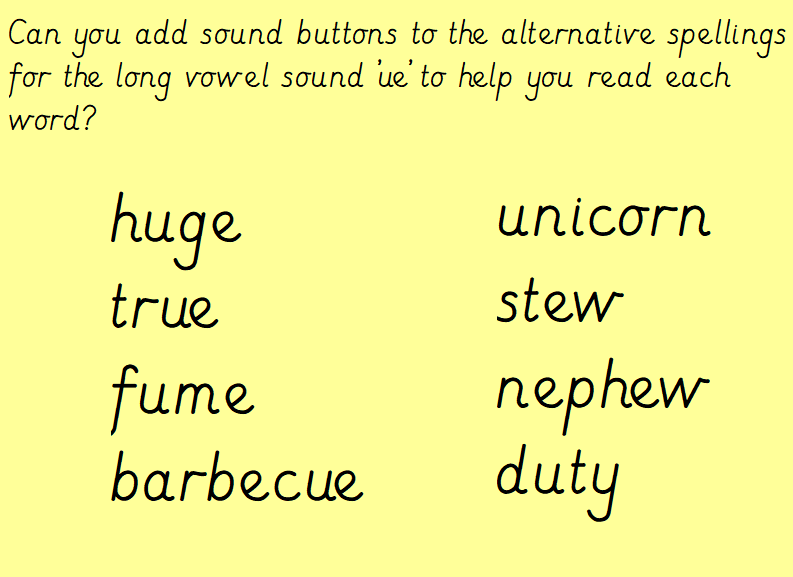 Can you add sound buttons to the alternative spellings
for the long vowel sound 'ue' to help you read each
word?
huge
true
fume
barbecue
unicorn
stew
nephew
duty